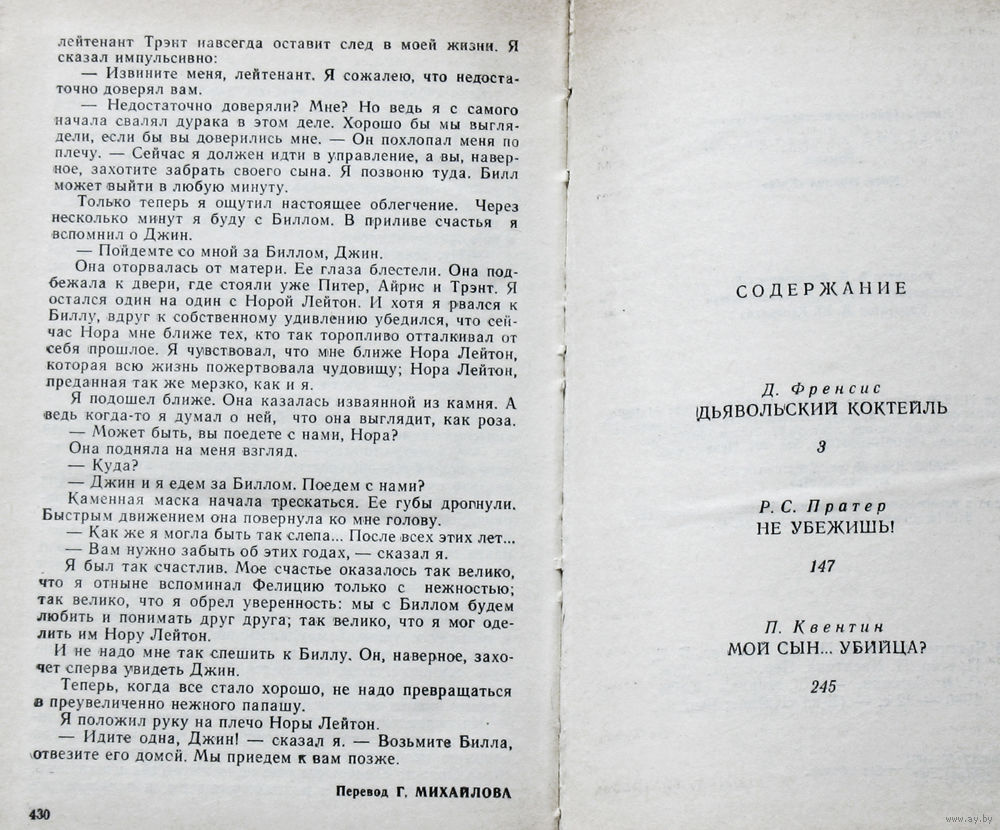 лейтенант Трэнт навсегда оставит след в моей жизни. Я
сказал импульсивно:
— Извините меня, лейтенант. Я сожалею, что недоста-
точно доверял вам.
— Недостаточно доверяли? Мне? Но ведь я с самого
начала свалял дурака в этом деле. Хорошо бы мы выгля-
дели, если бы вы доверились мне. — Он похлопал меня по
плечу. — Сейчас я должен идти в управление, а вы, навер-
ное, захотите забрать своего сына. Я позвоню туда. Билл
может выйти в любую минуту.
Только теперь я ощутил настоящее облегчение. Через
несколько минут я буду с Биллом. В приливе счастья я
вспомнил о Джин.
— Пойдемте со мной за Биллом, Джин.
Она оторвалась от матери. Ее глаза блестели. Она под-
бежала к двери, где стояли уже Питер, Айрис и Трэнт. Я
остался один на один с Норой Лейтон. И хотя я рвался к
Биллу, вдруг к собственному удивлению убедился, что сей-
час Нора мне ближе тех, кто так торопливо отталкивал от
себя прошлое. Я чувствовал, что мне ближе Нора Лейтон,
которая всю жизнь пожертвовала чудовищу; Нора Лейтон,
преданная так же мерзко, как и я.
Я подошел ближе. Она казалась изваянной из камня. А
ведь когда-то я думал о ней, что она выглядит, как роза.
— Может быть, вы поедете с нами, Нора?
Она подняла на меня взгляд.
— Куда?
— Джин и я едем за Биллом. Поедем с нами?
Каменная маска начала трескаться. Ее губы дрогнули.
Быстрым движением она повернула ко мне голову.
— Как же я могла быть так слепа... После всех этих лет...
— Вам нужно забыть об этих годах, — сказал я.
Я был так счастлив. Мое счастье оказалось так велико,
что я отныне вспоминал Фелицию только с нежностью;
так велико, что я обрел уверенность: мы с Биллом будем
любить и понимать друг друга; так велико, что я мог оде-
лить им Нору Лейтон.
И не надо мне так спешить к Биллу. Он, наверное, захо-
чет сперва увидеть Джин.
Теперь, когда все стало хорошо, не надо превращаться
в преувеличенно нежного папашу.
Я положил руку на плечо Норы Лейтон.
— Идите одна, Джин! — сказал я. — Возьмите Билла,
отвезите его домой. Мы приедем к вам позже.
Перевод Г. МИХАЙЛОВА
430
СОДЕРЖАНИЕ
Д. Френсис
ДЬЯВОЛЬСКИЙ КОКТЕЙЛЬ
3
Р. С. Пратер
НЕ УБЕЖИШЬ!
147
П. Квентин
МОЙ СЫН... УБИЙЦА?
245
www.ay.by